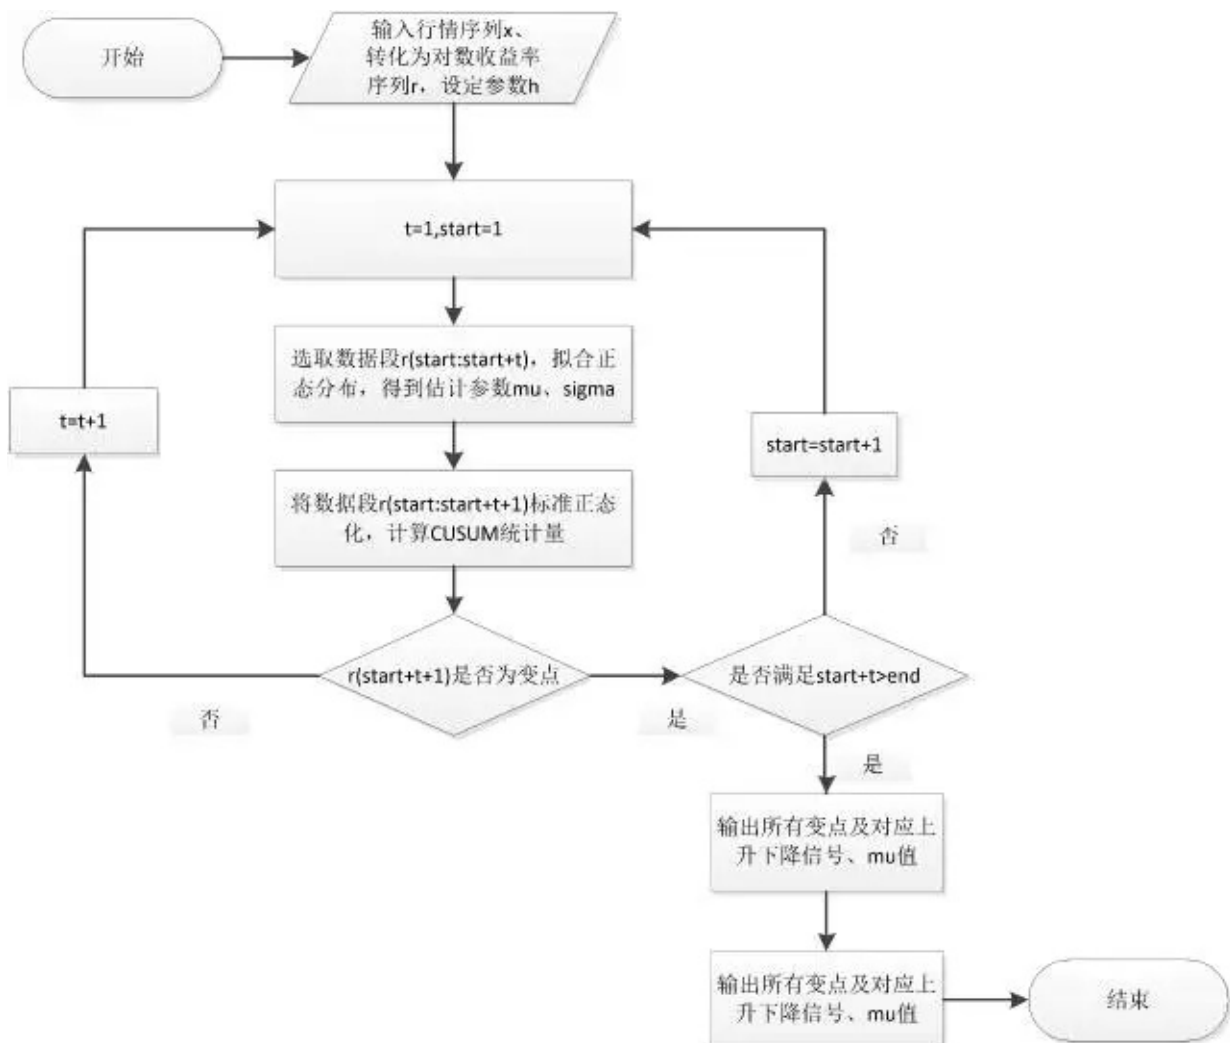 开始
输入行情序列x、
转化为对数收益率
序列r，设定参数h
t=1,start=1
选取数据段r(start:start+t)，拟合正
态分布，得到估计参数mu、sigma
t=t+1
start=start+1
将数据段r(start:start+t+1)标准正态
化，计算CUSUM统计量
否
r(start+t+1)是否为变点
是否满足start+t>end
否
是
是
输出所有变点及对应上
升下降信号、mu值
输出所有变点及对应上
升下降信号、mu值
结束